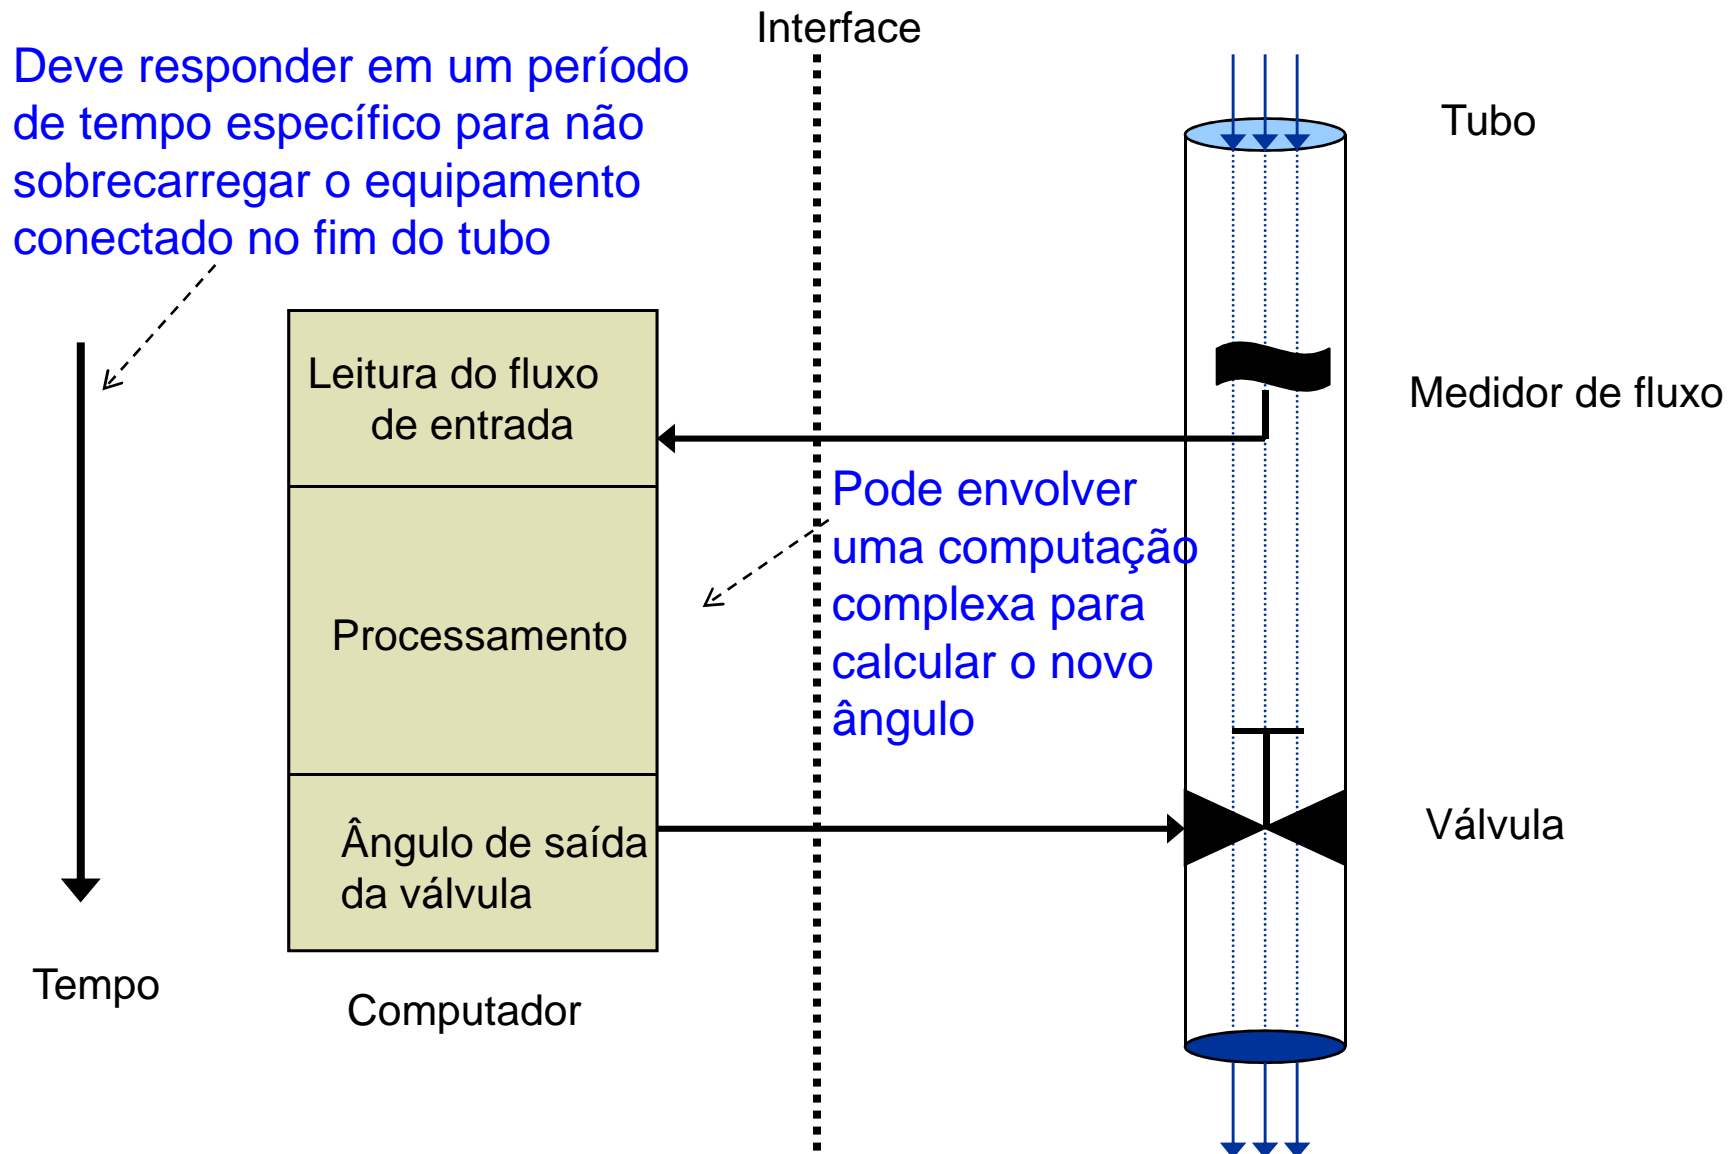 Interface
Deve responder em um período
de tempo específico para não
sobrecarregar o equipamento
conectado no fim do tubo
Tubo
Leitura do fluxo
de entrada
Medidor de fluxo
Pode envolver
uma computação
complexa para
calcular o novo
ângulo
Processamento
Ângulo de saída
da válvula
Válvula
Tempo
Computador